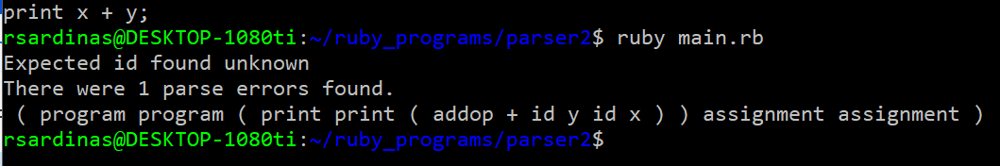 print x + y;
rsardinas@DESKTOP-1080ti:~/ruby_programs/parser2$ ruby main.rb
Expected id found unknown
There were 1 parse errors found.
( program program ( print print ( addop + id y id x ) ) assignment assignment )
rsardinas@DESKTOP-1080ti:~/ruby_programs/parser2$